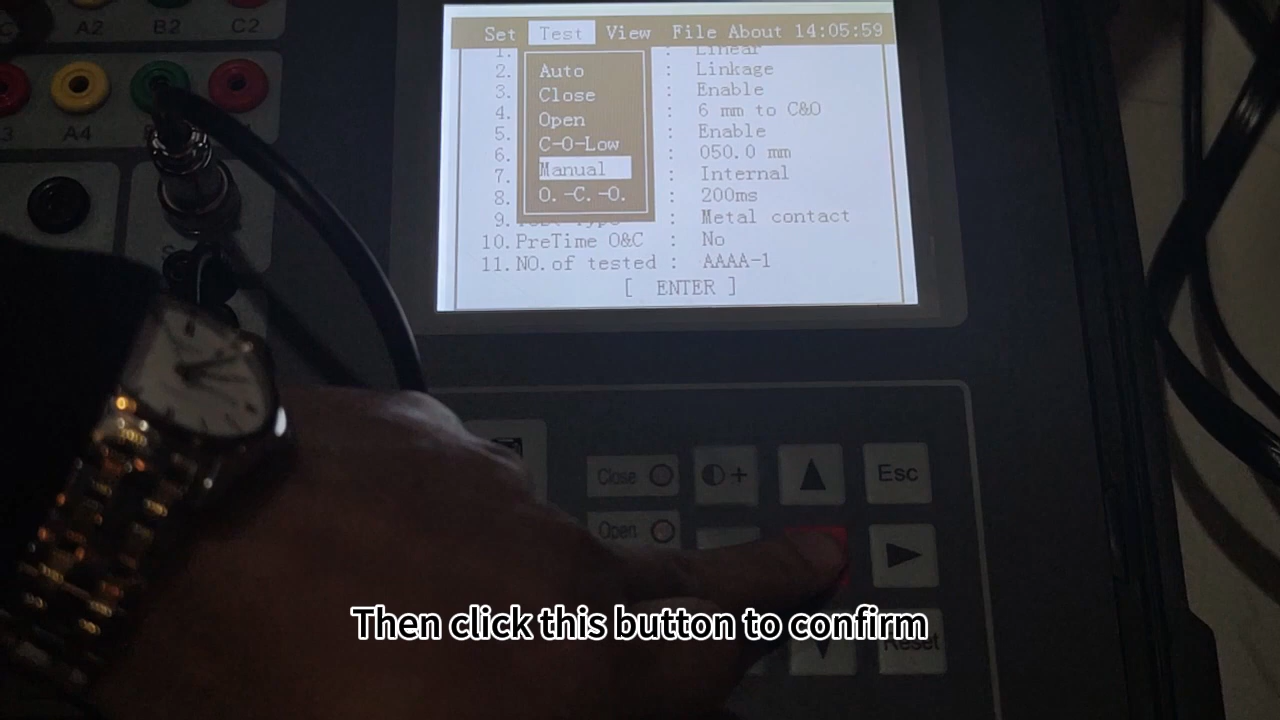 A2 B2 C2
A4
Set Test View File About 14:05:59
1. : Linear
2. Auto : Linkage
3. Close : Enable
4. Open : 6 mm to C&O
5. C-O-Low : Enable
6. Manual : 050.0 mm
7. O.-C.-O. : Internal
8. : 200ms
9. Test Type : Metal contact
10. PreTime O&C : No
11. NO. of tested : AAAA-1
[ ENTER ]
Close + Esc
Open
Then click this button to confirm
Reset